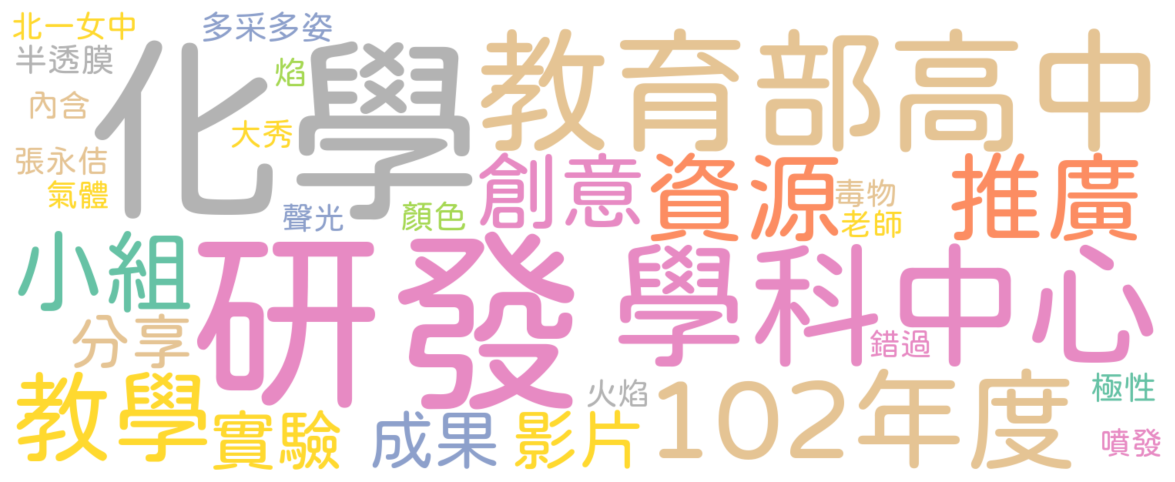 北一女中
多采多姿
半透膜
焰
化學
教育部高中
內含
大秀
張永佶
氣體
聲光
顏色
創意
資源
毒物
老師
推廣
小組
研發
學科中心
分享
錯過
教學
實驗
成果
影片
火焰
102年度
極性
噴發